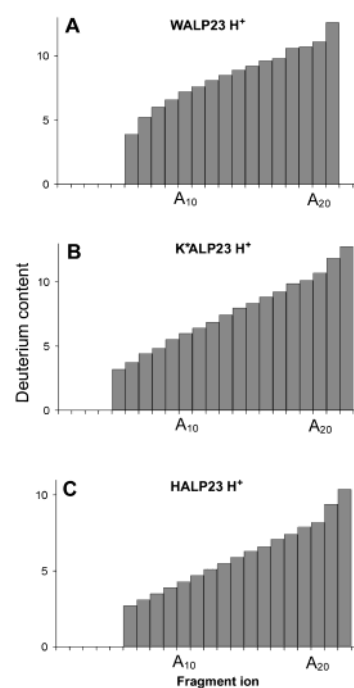 A
WALP23 H⁺
10
5
0
A₁₀ A₂₀
B
K*ALP23 H⁺
10
5
0
A₁₀ A₂₀
Deuterium content
C
HALP23 H⁺
10
5
0
A₁₀ A₂₀
Fragment ion